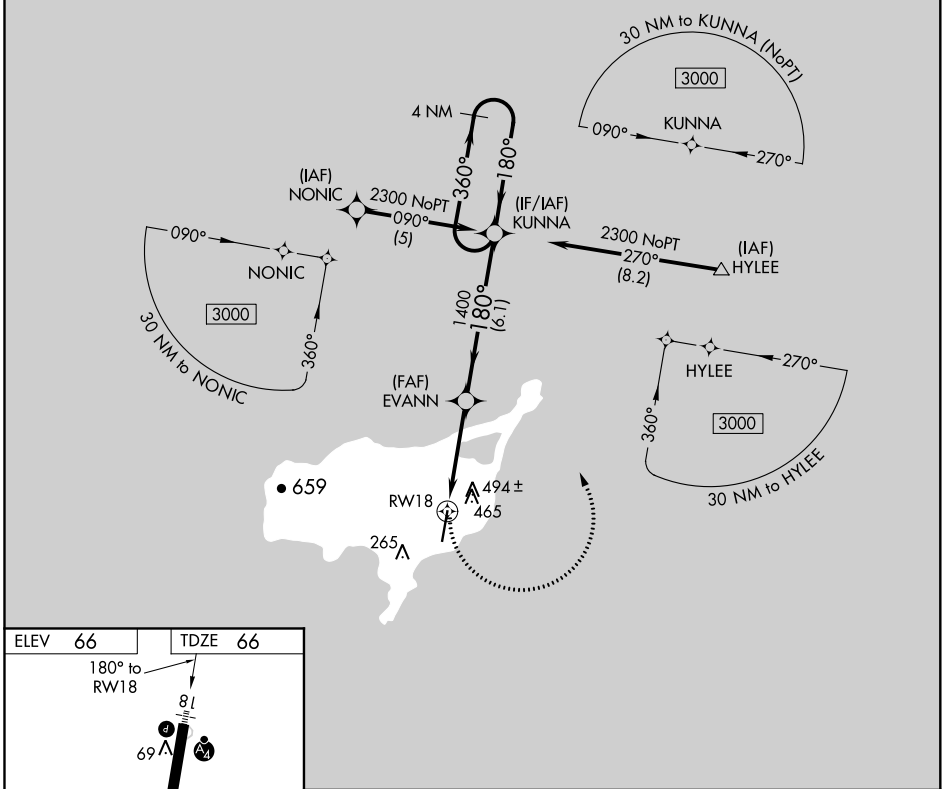 30 NM to KUNNA (NoPT)
3000
KUNNA
090°
270°
4 NM
360°
180°
(IAF)
NONIC
2300 NoPT
090°
(5)
(IF/IAF)
KUNNA
2300 NoPT
270°
(8.2)
(IAF)
HYLEE
090°
NONIC
3000
360°
30 NM to NONIC
1400
180°
(6.1)
HYLEE
270°
360°
3000
30 NM to HYLEE
(FAF)
EVANN
659
RW18
494 ±
465
265
ELEV 66
TDZE 66
180° to
RW18
18
P
69
A4